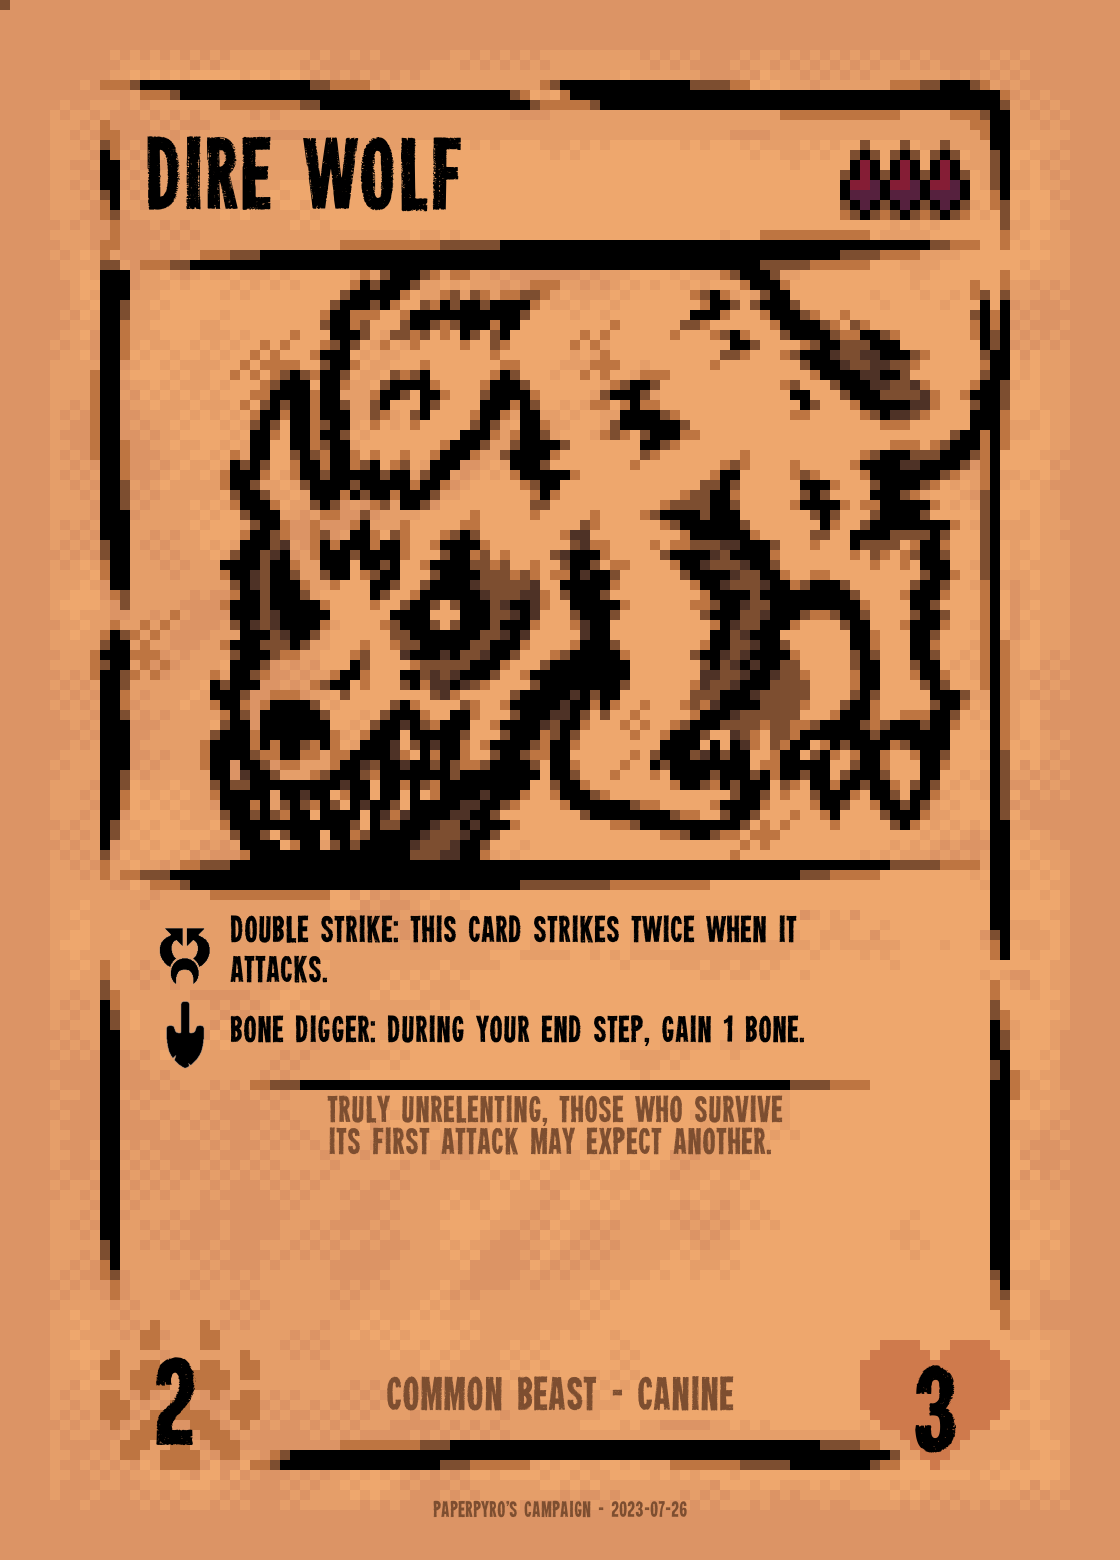 DIRE WOLF
DOUBLE STRIKE: THIS CARD STRIKES TWICE WHEN IT
ATTACKS.
BONE DIGGER: DURING YOUR END STEP, GAIN 1 BONE.
TRULY UNRELENTING, THOSE WHO SURVIVE
ITS FIRST ATTACK MAY EXPECT ANOTHER.
2
COMMON BEAST - CANINE
3
PAPERPYRO'S CAMPAIGN - 2023-07-26